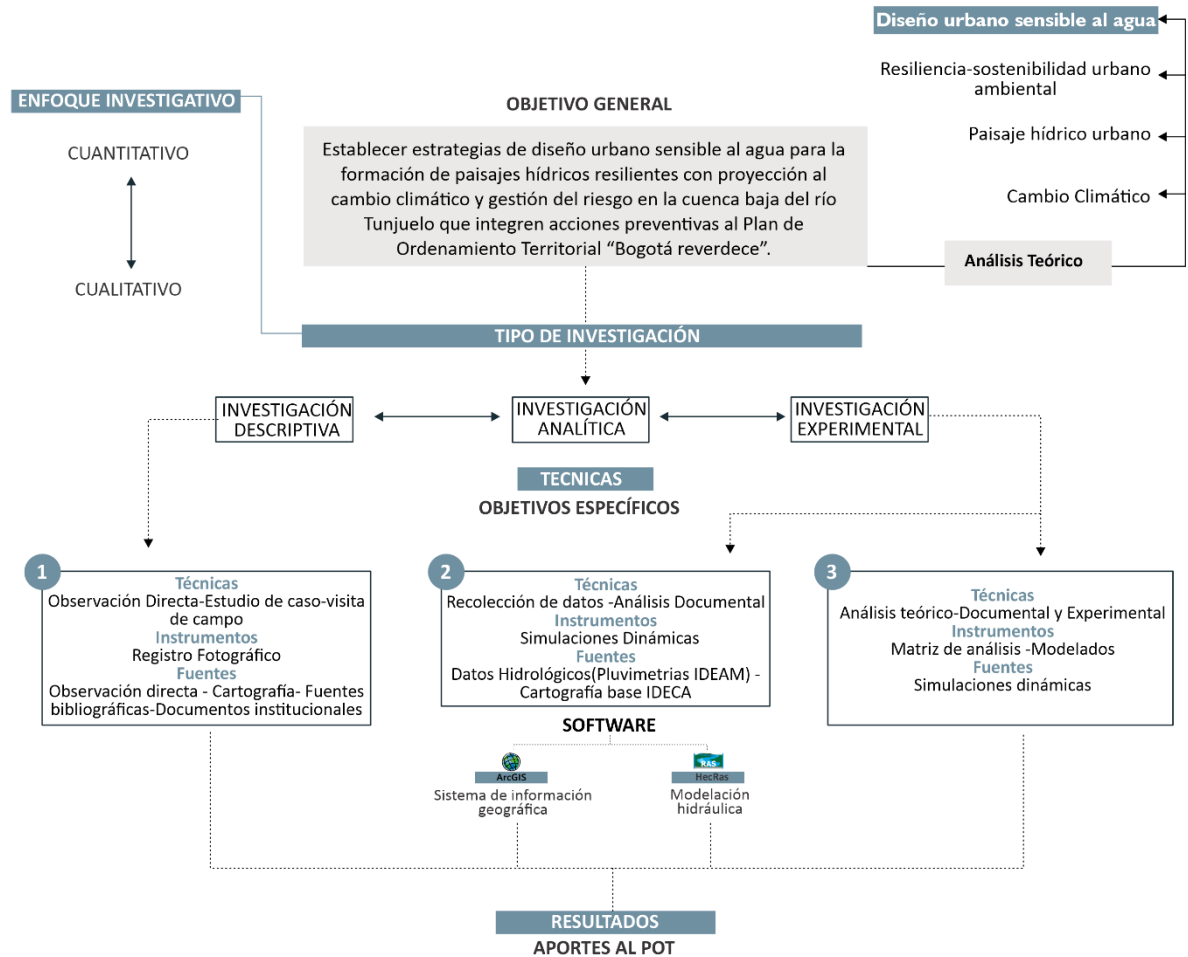 Diseño urbano sensible al agua
Resiliencia-sostenibilidad urbano
ambiental
Paisaje hídrico urbano
Cambio Climático
Análisis Teórico
ENFOQUE INVESTIGATIVO
CUANTITATIVO
CUALITATIVO
OBJETIVO GENERAL
Establecer estrategias de diseño urbano sensible al agua para la
formación de paisajes hídricos resilientes con proyección al
cambio climático y gestión del riesgo en la cuenca baja del río
Tunjuelo que integren acciones preventivas al Plan de
Ordenamiento Territorial “Bogotá reverdece”.
TIPO DE INVESTIGACIÓN
INVESTIGACIÓN
DESCRIPTIVA
INVESTIGACIÓN
ANALÍTICA
INVESTIGACIÓN
EXPERIMENTAL
TECNICAS
OBJETIVOS ESPECÍFICOS
1
Técnicas
Observación Directa-Estudio de caso-visita
de campo
Instrumentos
Registro Fotográfico
Fuentes
Observación directa - Cartografía- Fuentes
bibliográficas-Documentos institucionales
2
Técnicas
Recolección de datos -Análisis Documental
Instrumentos
Simulaciones Dinámicas
Fuentes
Datos Hidrológicos(Pluvimetrias IDEAM) -
Cartografía base IDECA
3
Técnicas
Análisis teórico-Documental y Experimental
Instrumentos
Matriz de análisis -Modelados
Fuentes
Simulaciones dinámicas
SOFTWARE
ArcGIS
Sistema de información
geográfica
RAS
HecRas
Modelación
hidráulica
RESULTADOS
APORTES AL POT